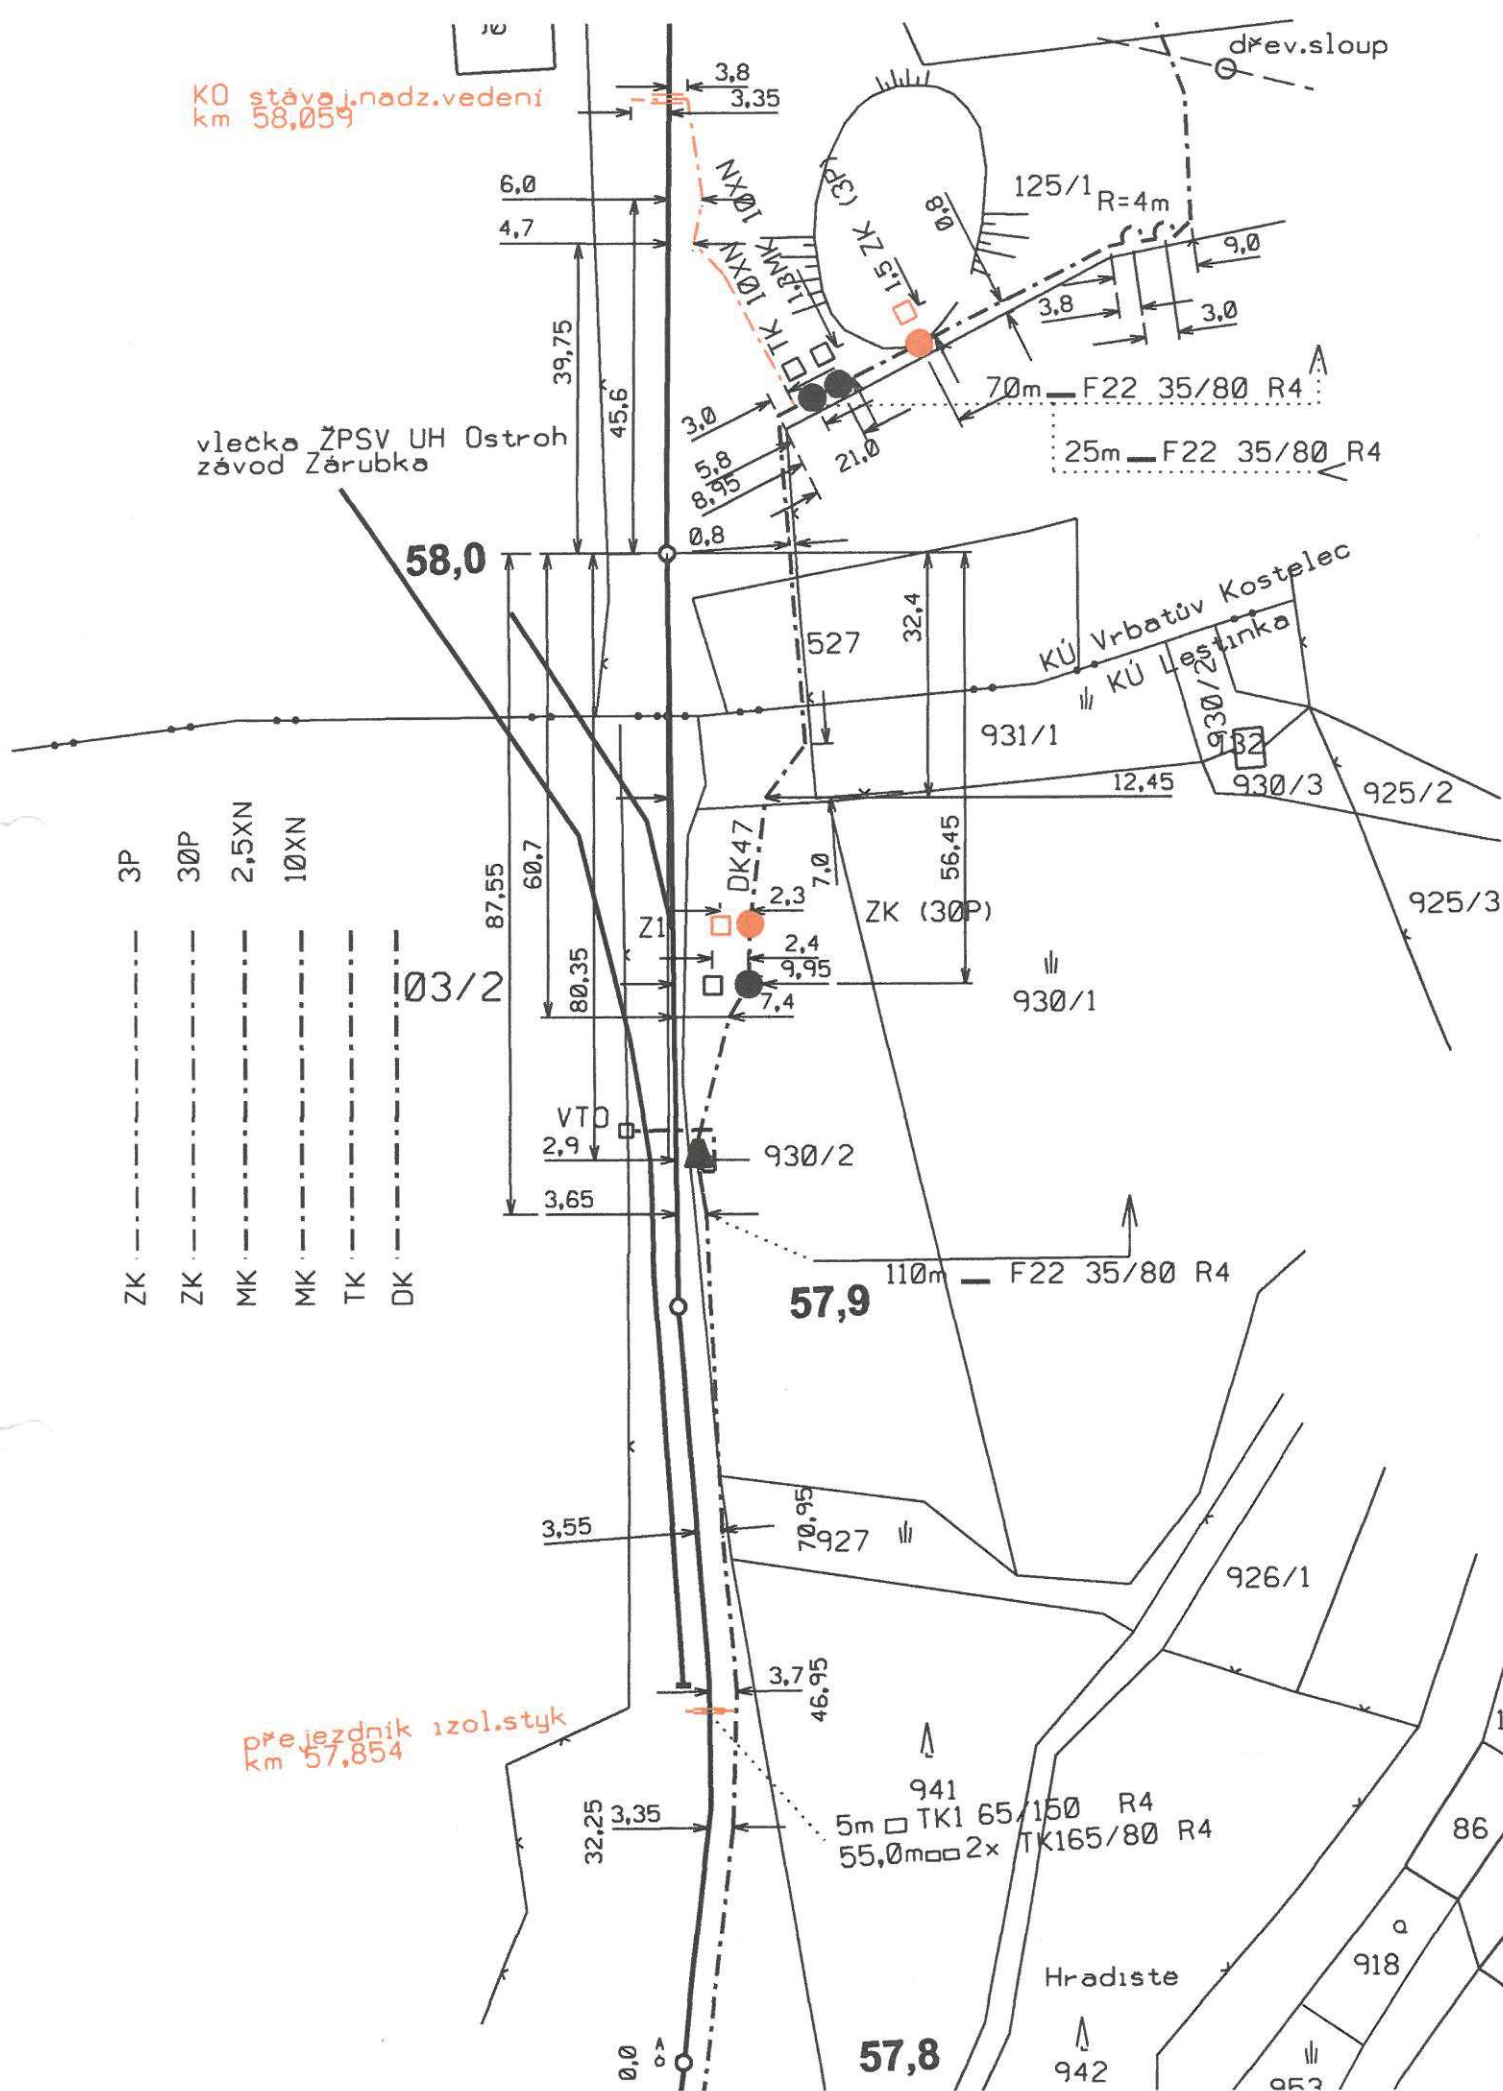 dřev.sloup
KO stávaj.nadz.vedení
km 58,059
3,8
3,35
6,0
4,7
10XN
ZK (3P)
1,5
0,8
125/1
R=4m
9,0
3,8
3,0
TK 10XN
1,3MK
39,75
45,6
70m F22 35/80 R4
25m F22 35/80 R4
3,0
5,8
8,95
21,0
0,8
vlečka ŽPSV UH Ostroh
závod Zárubka
58,0
32,4
527
KÚ Vrbatův Kostelec
KÚ Lestinka
930/2
931/1
932
930/3
925/2
12,45
925/3
3P
30P
2,5XN
10XN
87,55
60,7
80,35
56,45
7,0
DK47
2,3
Z1
ZK (30P)
2,4
9,95
7,4
03/2
930/1
VTO
2,9
930/2
3,65
ZK
ZK
MK
MK
TK
DK
110m F22 35/80 R4
57,9
3,55
70,95
927
926/1
3,7
46,95
přejezdník izol.styk
km 57,854
941
5m TK1 65/150 R4
55,0m 2x TK165/80 R4
32,25
3,35
86
918
Hradiste
0,0
57,8
942
953